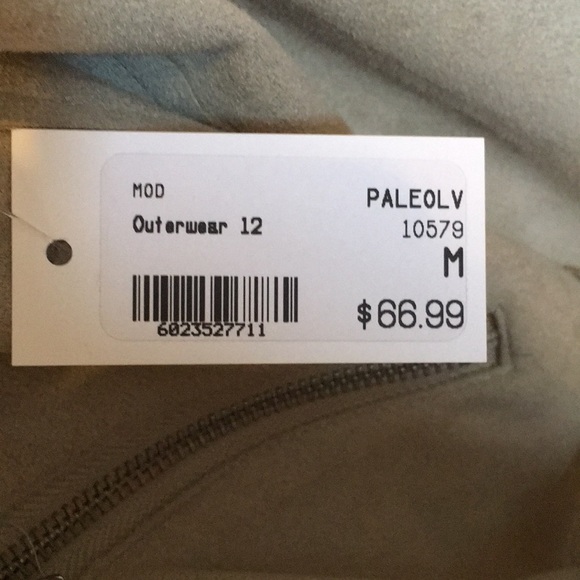 MOD
Outerwear 12
6023527711
PALEOLV
10579
M
$66.99